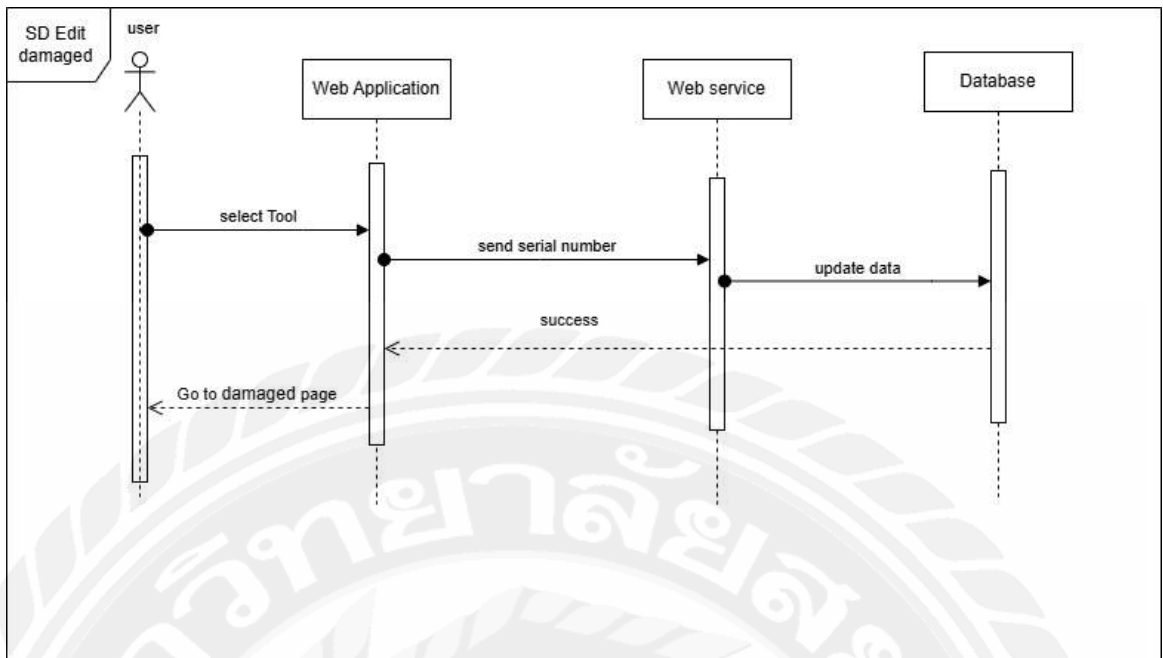 SD Edit
damaged
user
Web Application
Web service
Database
select Tool
send serial number
update data
success
Go to damaged page